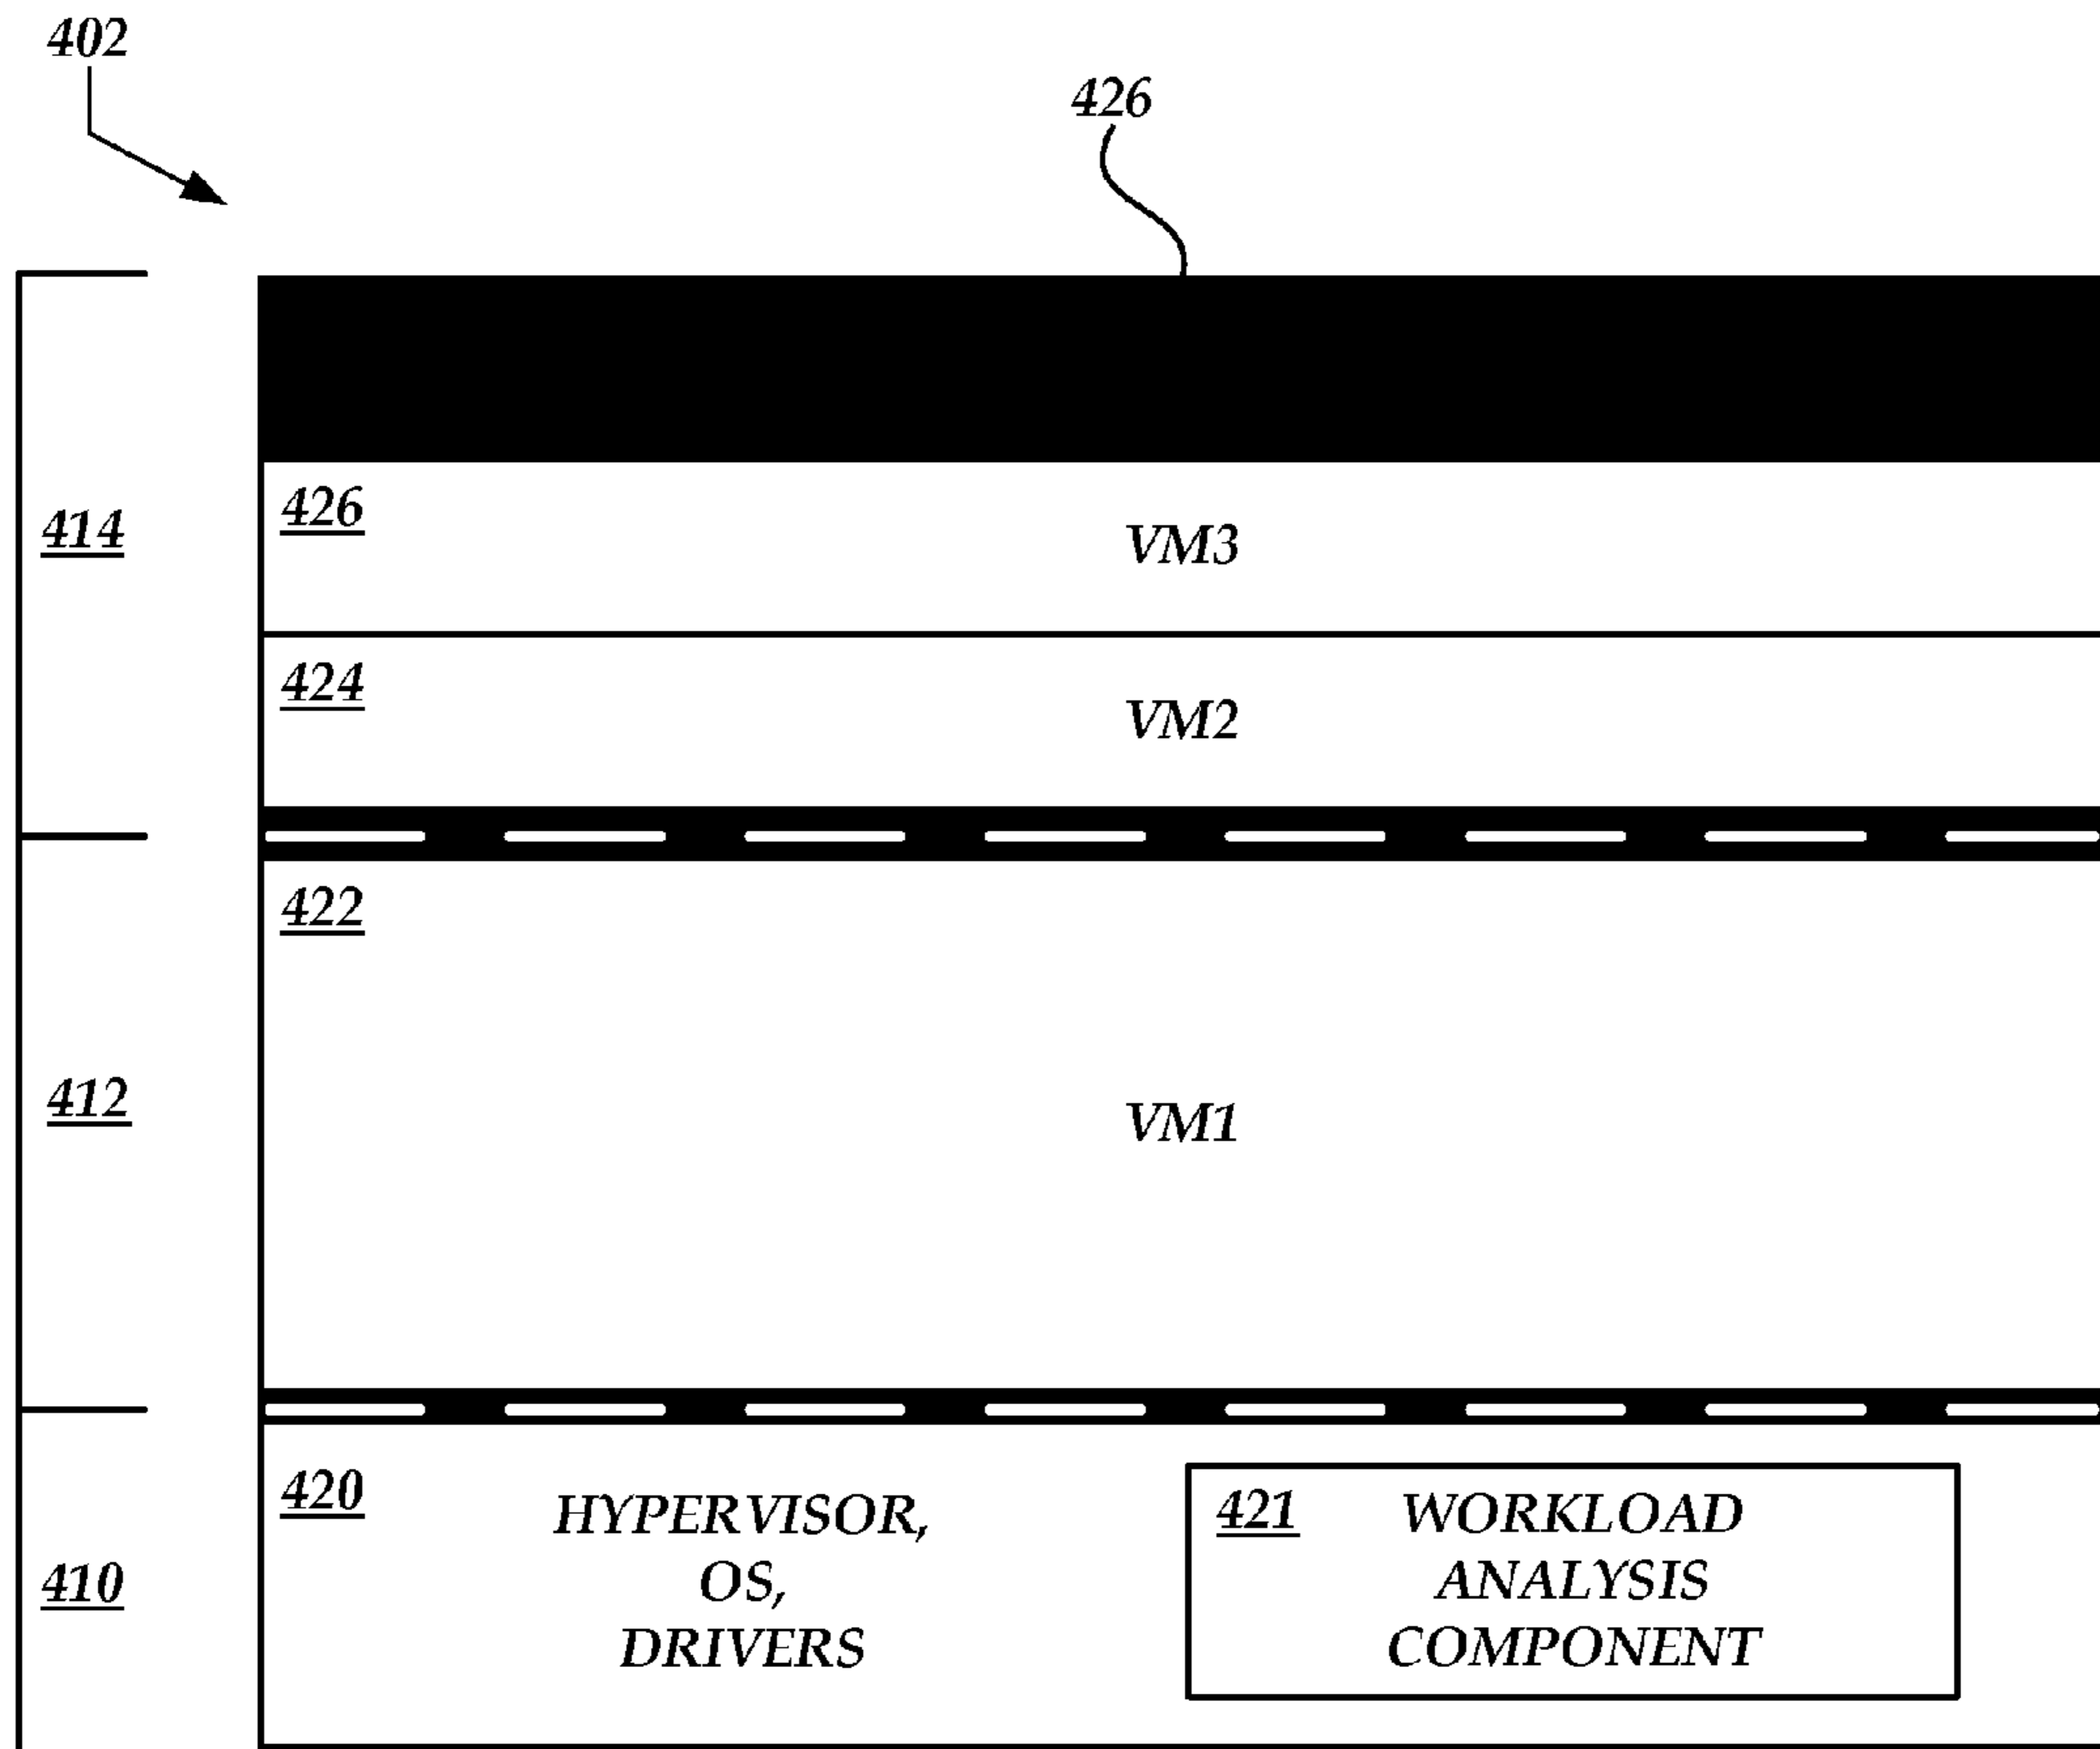 402
426
414
426
VM3
424
VM2
422
412
VM1
420
HYPERVISOR,
OS,
DRIVERS
421
WORKLOAD
ANALYSIS
COMPONENT
410